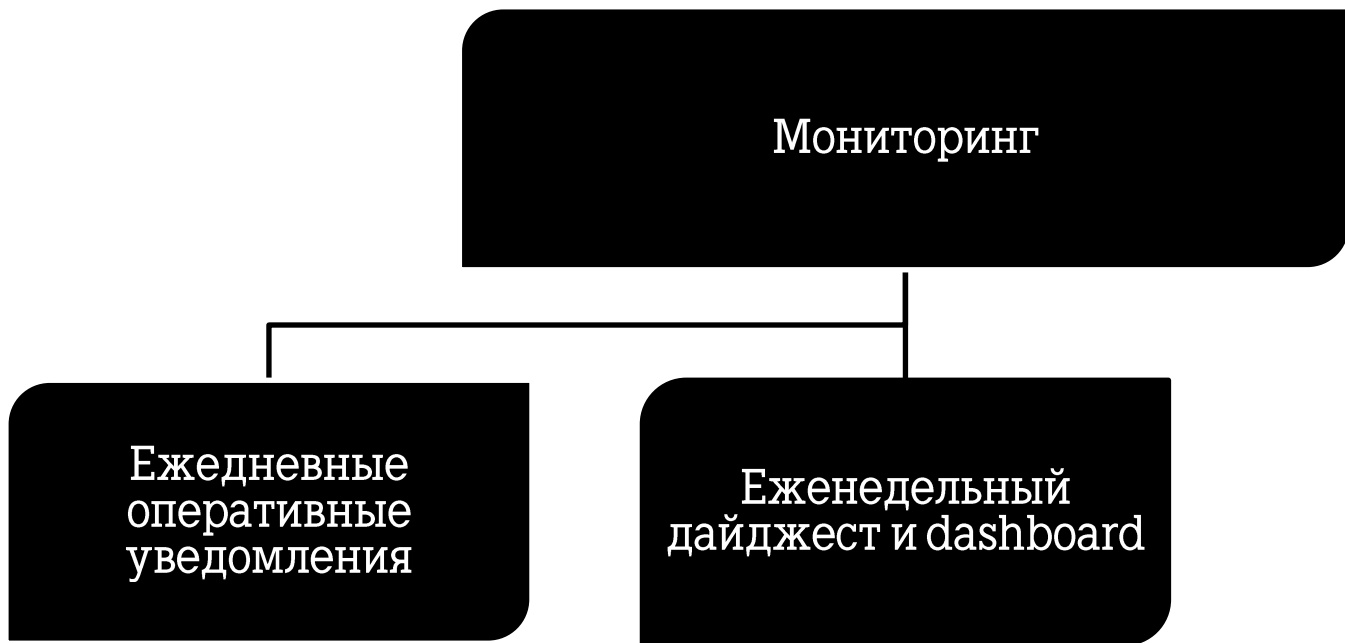 Мониторинг
Ежедневные
оперативные
уведомления
Еженедельный
дайджест и dashboard